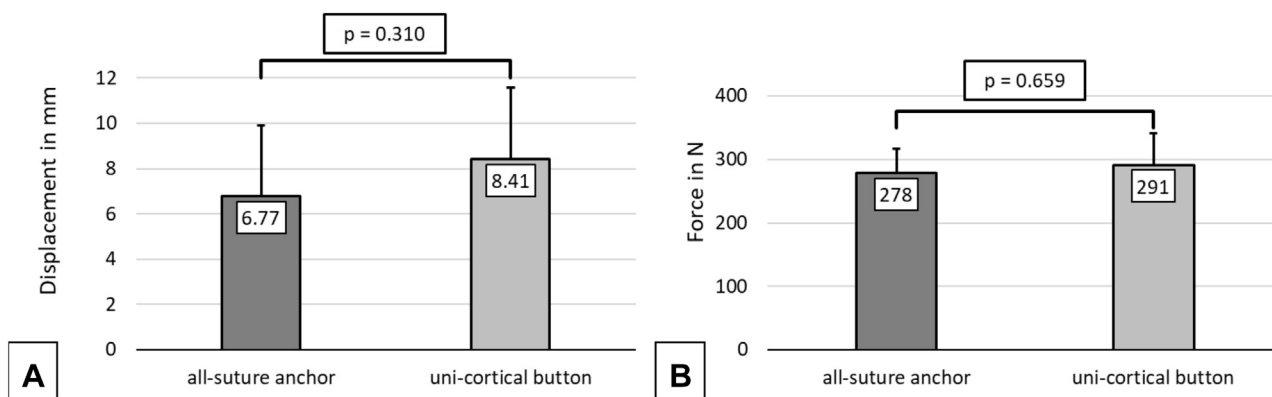 p = 0.310
Displacement in mm
12
10
8
6
4
2
0
6.77
8.41
all-suture anchor
uni-cortical button
A
p = 0.659
Force in N
400
300
200
100
0
278
291
all-suture anchor
uni-cortical button
B